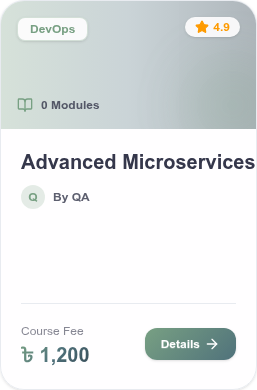 DevOps
4.9
0 Modules
Advanced Microservices
Q
By QA
Course Fee
৳ 1,200
Details →